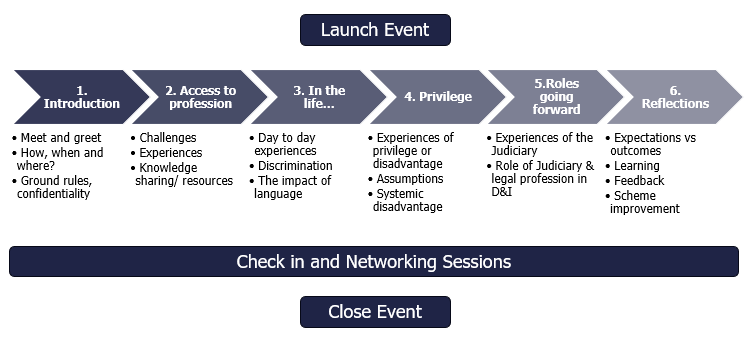 Launch Event
1.
Introduction
• Meet and greet
• How, when and
where?
• Ground rules,
confidentiality
2. Access to
profession
• Challenges
• Experiences
• Knowledge
sharing/ resources
3. In the
life...
• Day to day
experiences
• Discrimination
• The impact of
language
4. Privilege
• Experiences of
privilege or
disadvantage
• Assumptions
• Systemic
disadvantage
5.Roles
going
forward
• Experiences of the
Judiciary
• Role of Judiciary &
legal profession in
D&I
6.
Reflections
• Expectations vs
outcomes
• Learning
• Feedback
• Scheme
improvement
Check in and Networking Sessions
Close Event